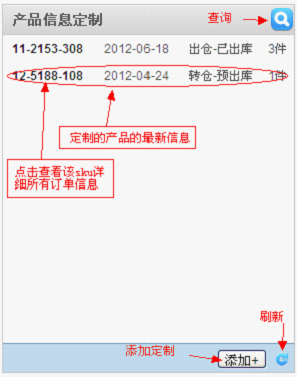 产品信息定制 查询
11-2153-308 2012-06-18 出仓-已出库 3件
12-5188-108 2012-04-24 转仓-预出库 1件
定制的产品的最新信息
点击查看该sku详
细所有订单信息
刷新
添加定制 添加+